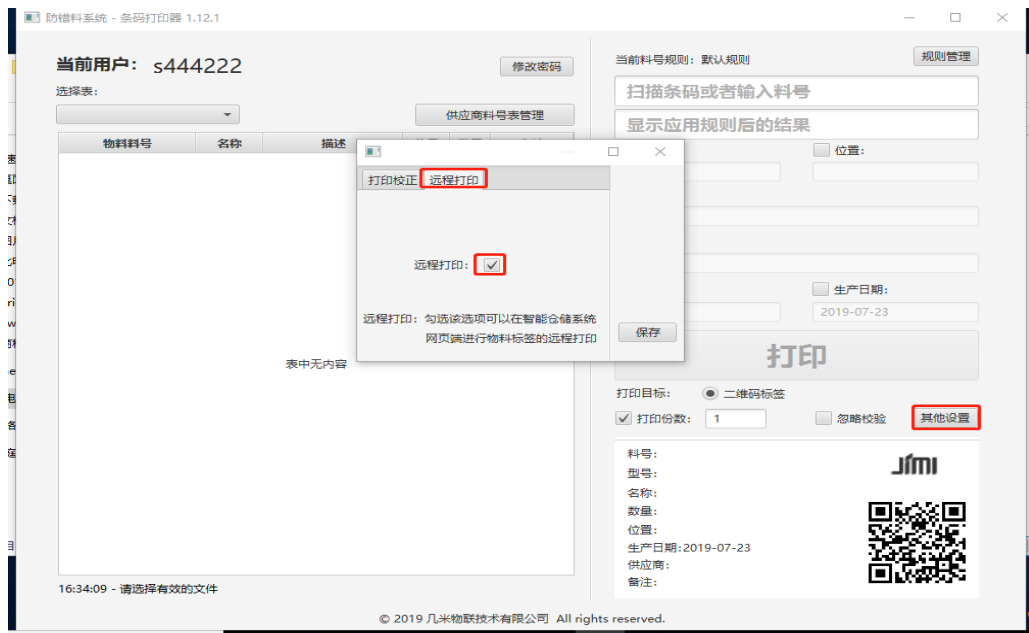 防错料系统 - 条码打印器 1.12.1
当前用户： s444222
修改密码
选择表：
供应商料号表管理
物料料号 名称 描述
表中无内容
16:34:09 - 请选择有效的文件
当前料号规则：默认规则
规则管理
扫描条码或者输入料号
显示应用规则后的结果
位置：
生产日期：
2019-07-23
打印
打印目标： 二维码标签
打印份数： 1 忽略校验 其他设置
料号：
型号：
名称：
数量：
位置：
生产日期:2019-07-23
供应商：
备注：
JIMI
打印校正 远程打印
远程打印：
远程打印：勾选该选项可以在智能仓储系统
网页端进行物料标签的远程打印
保存
© 2019 几米物联技术有限公司 All rights reserved.